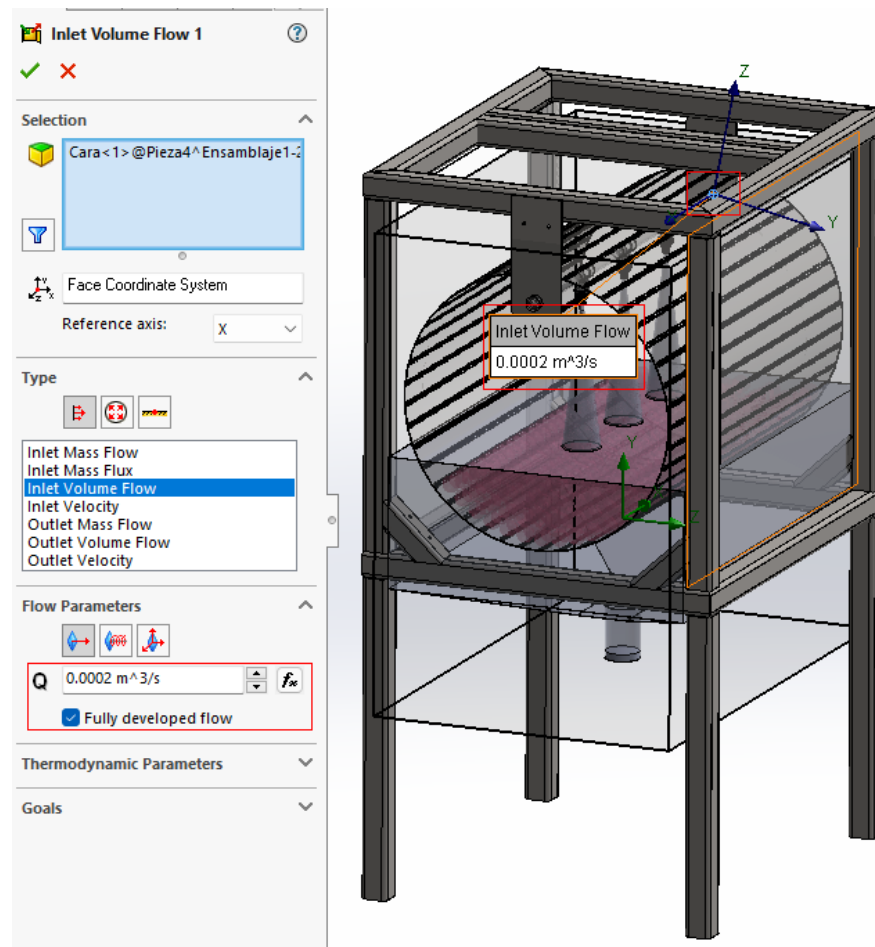 Inlet Volume Flow 1
Selection
Cara<1>@Pieza4^Ensamblaje1-2
Face Coordinate System
Reference axis:
X
Type
Inlet Mass Flow
Inlet Mass Flux
Inlet Volume Flow
Inlet Velocity
Outlet Mass Flow
Outlet Volume Flow
Outlet Velocity
Flow Parameters
Q
0.0002 m^3/s
fx
Fully developed flow
Thermodynamic Parameters
Goals
Z
Y
Inlet Volume Flow
0.0002 m^3/s
Y
Z